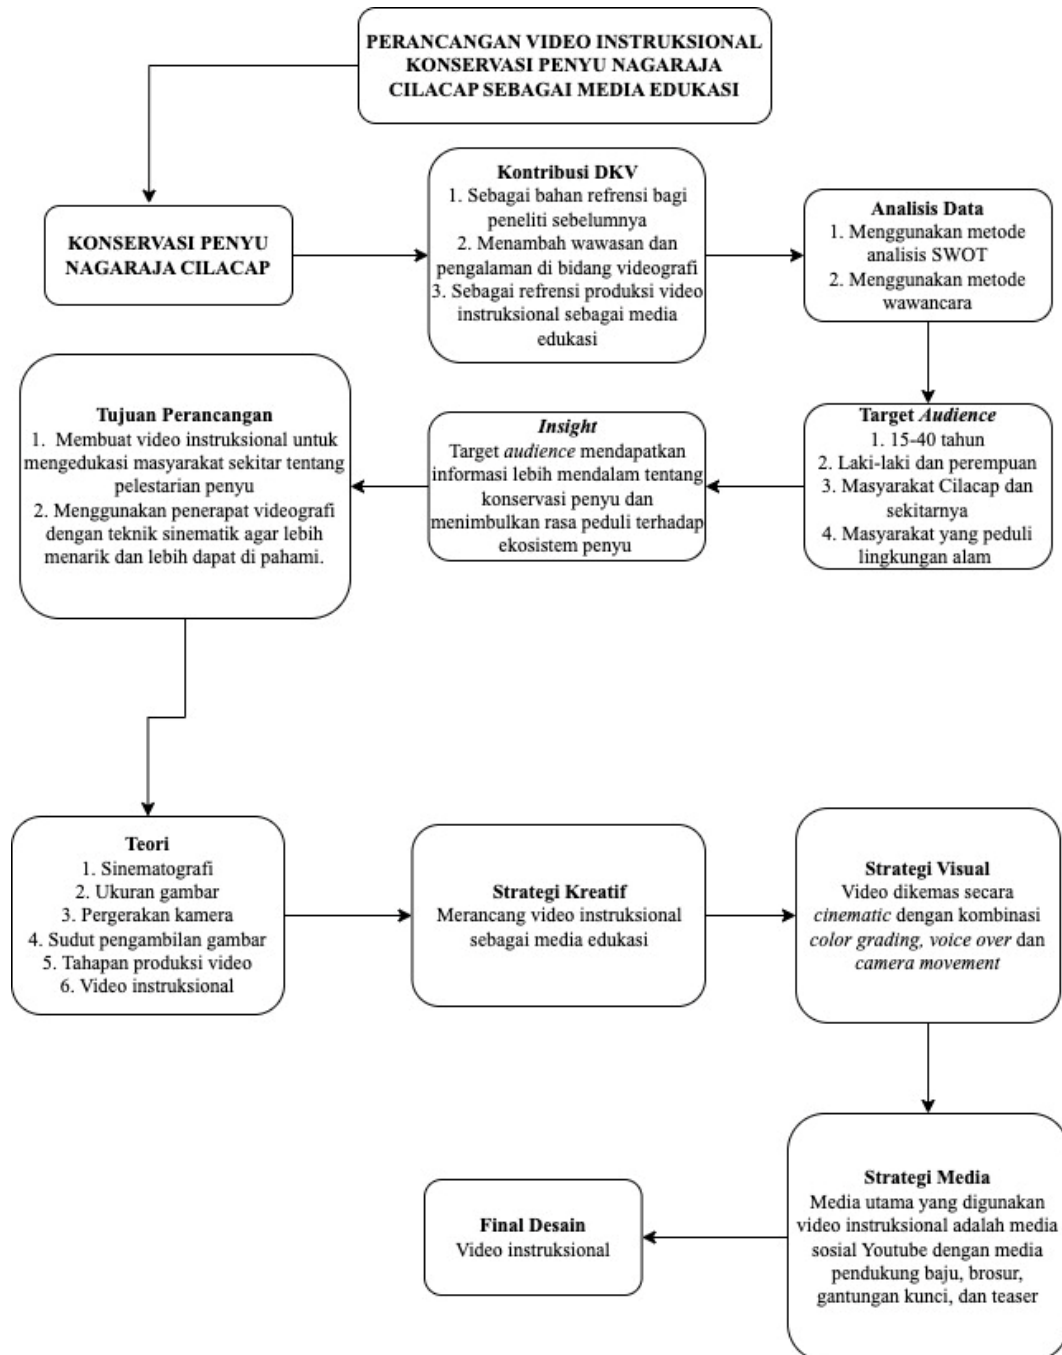 PERANCANGAN VIDEO INSTRUKSIONAL
KONSERVASI PENYU NAGARAJA
CILACAP SEBAGAI MEDIA EDUKASI
KONSERVASI PENYU
NAGARAJA CILACAP
Kontribusi DKV
1. Sebagai bahan refrensi bagi
peneliti sebelumnya
2. Menambah wawasan dan
pengalaman di bidang videografi
3. Sebagai refrensi produksi video
instruksional sebagai media
edukasi
Analisis Data
1. Menggunakan metode
analisis SWOT
2. Menggunakan metode
wawancara
Target Audience
1. 15-40 tahun
2. Laki-laki dan perempuan
3. Masyarakat Cilacap dan
sekitarnya
4. Masyarakat yang peduli
lingkungan alam
Insight
Target audience mendapatkan
informasi lebih mendalam tentang
konservasi penyu dan
menimbulkan rasa peduli terhadap
ekosistem penyu
Tujuan Perancangan
1. Membuat video instruksional untuk
mengedukasi masyarakat sekitar tentang
pelestarian penyu
2. Menggunakan penerapat videografi
dengan teknik sinematik agar lebih
menarik dan lebih dapat di pahami.
Teori
1. Sinematografi
2. Ukuran gambar
3. Pergerakan kamera
4. Sudut pengambilan gambar
5. Tahapan produksi video
6. Video instruksional
Strategi Kreatif
Merancang video instruksional
sebagai media edukasi
Strategi Visual
Video dikemas secara
cinematic dengan kombinasi
color grading, voice over dan
camera movement
Strategi Media
Media utama yang digunakan
video instruksional adalah media
sosial Youtube dengan media
pendukung baju, brosur,
gantungan kunci, dan teaser
Final Desain
Video instruksional